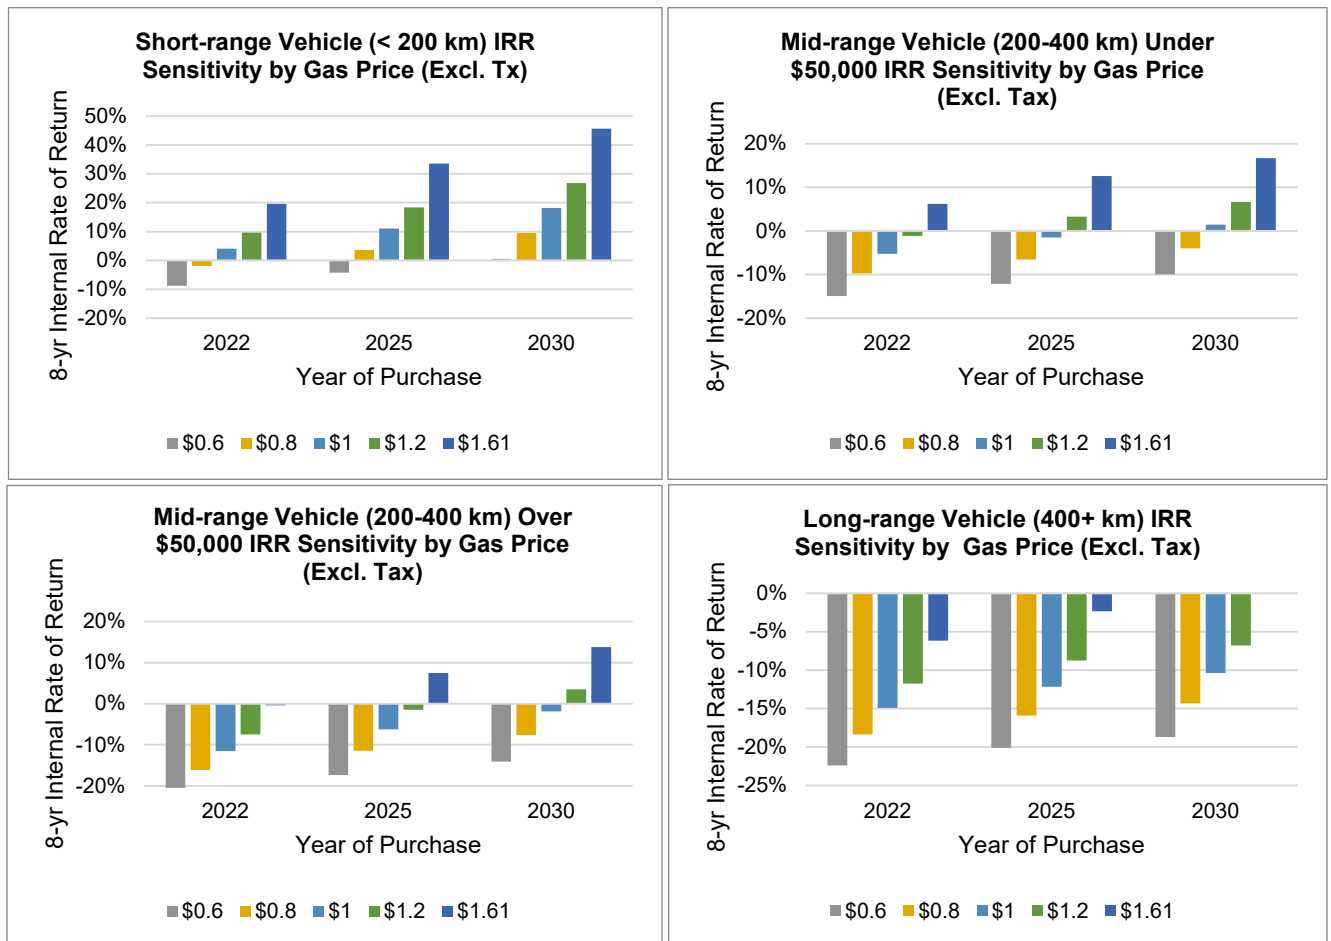 Short-range Vehicle (< 200 km) IRR
Sensitivity by Gas Price (Excl. Tx)
8-yr Internal Rate of Return
50%
40%
30%
20%
10%
0%
-10%
-20%
2022 2025 2030
Year of Purchase
$0.6 $0.8 $1 $1.2 $1.61
Mid-range Vehicle (200-400 km) Under
$50,000 IRR Sensitivity by Gas Price
(Excl. Tax)
8-yr Internal Rate of Return
20%
10%
0%
-10%
-20%
2022 2025 2030
Year of Purchase
$0.6 $0.8 $1 $1.2 $1.61
Mid-range Vehicle (200-400 km) Over
$50,000 IRR Sensitivity by Gas Price
(Excl. Tax)
8-yr Internal Rate of Return
20%
10%
0%
-10%
-20%
2022 2025 2030
Year of Purchase
$0.6 $0.8 $1 $1.2 $1.61
Long-range Vehicle (400+ km) IRR
Sensitivity by Gas Price (Excl. Tax)
8-yr Internal Rate of Return
0%
-5%
-10%
-15%
-20%
-25%
2022 2025 2030
Year of Purchase
$0.6 $0.8 $1 $1.2 $1.61